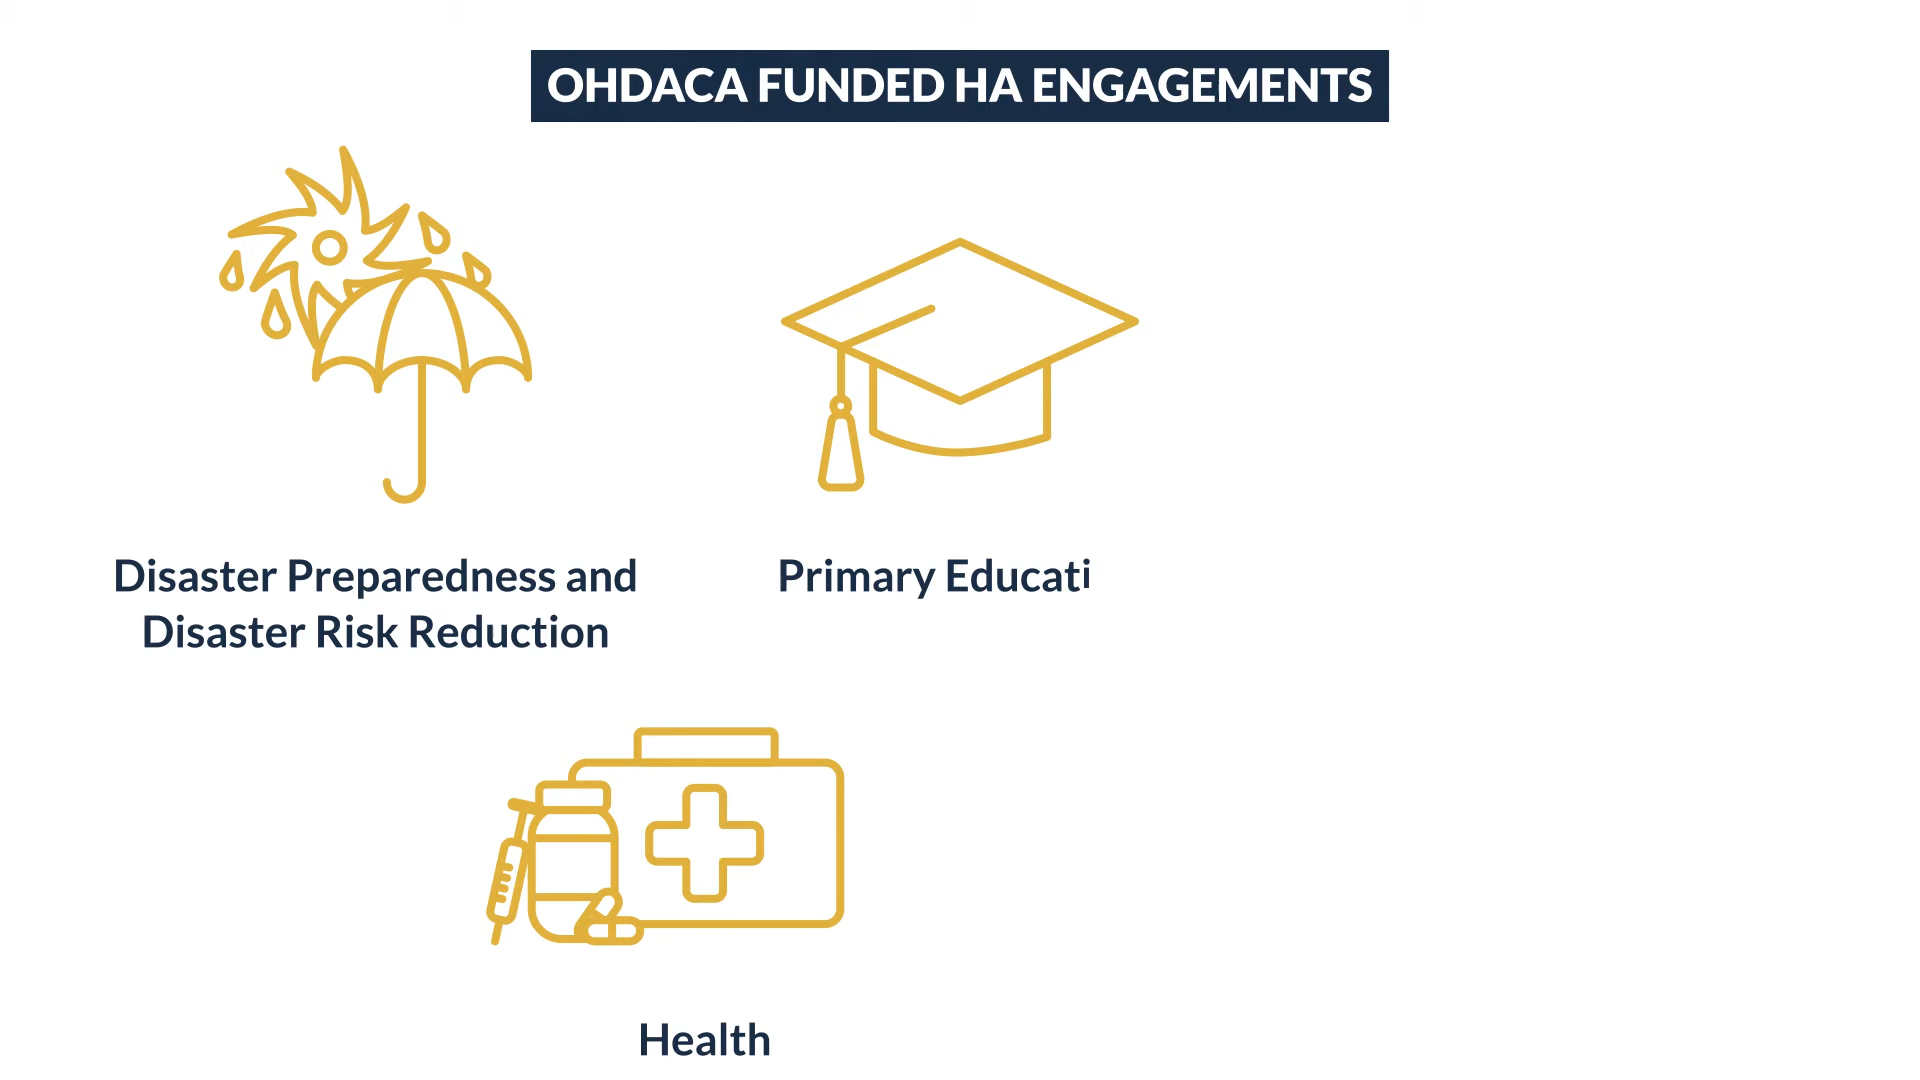 OHDACA FUNDED HA ENGAGEMENTS
Disaster Preparedness and
Disaster Risk Reduction
Primary Educati
Health